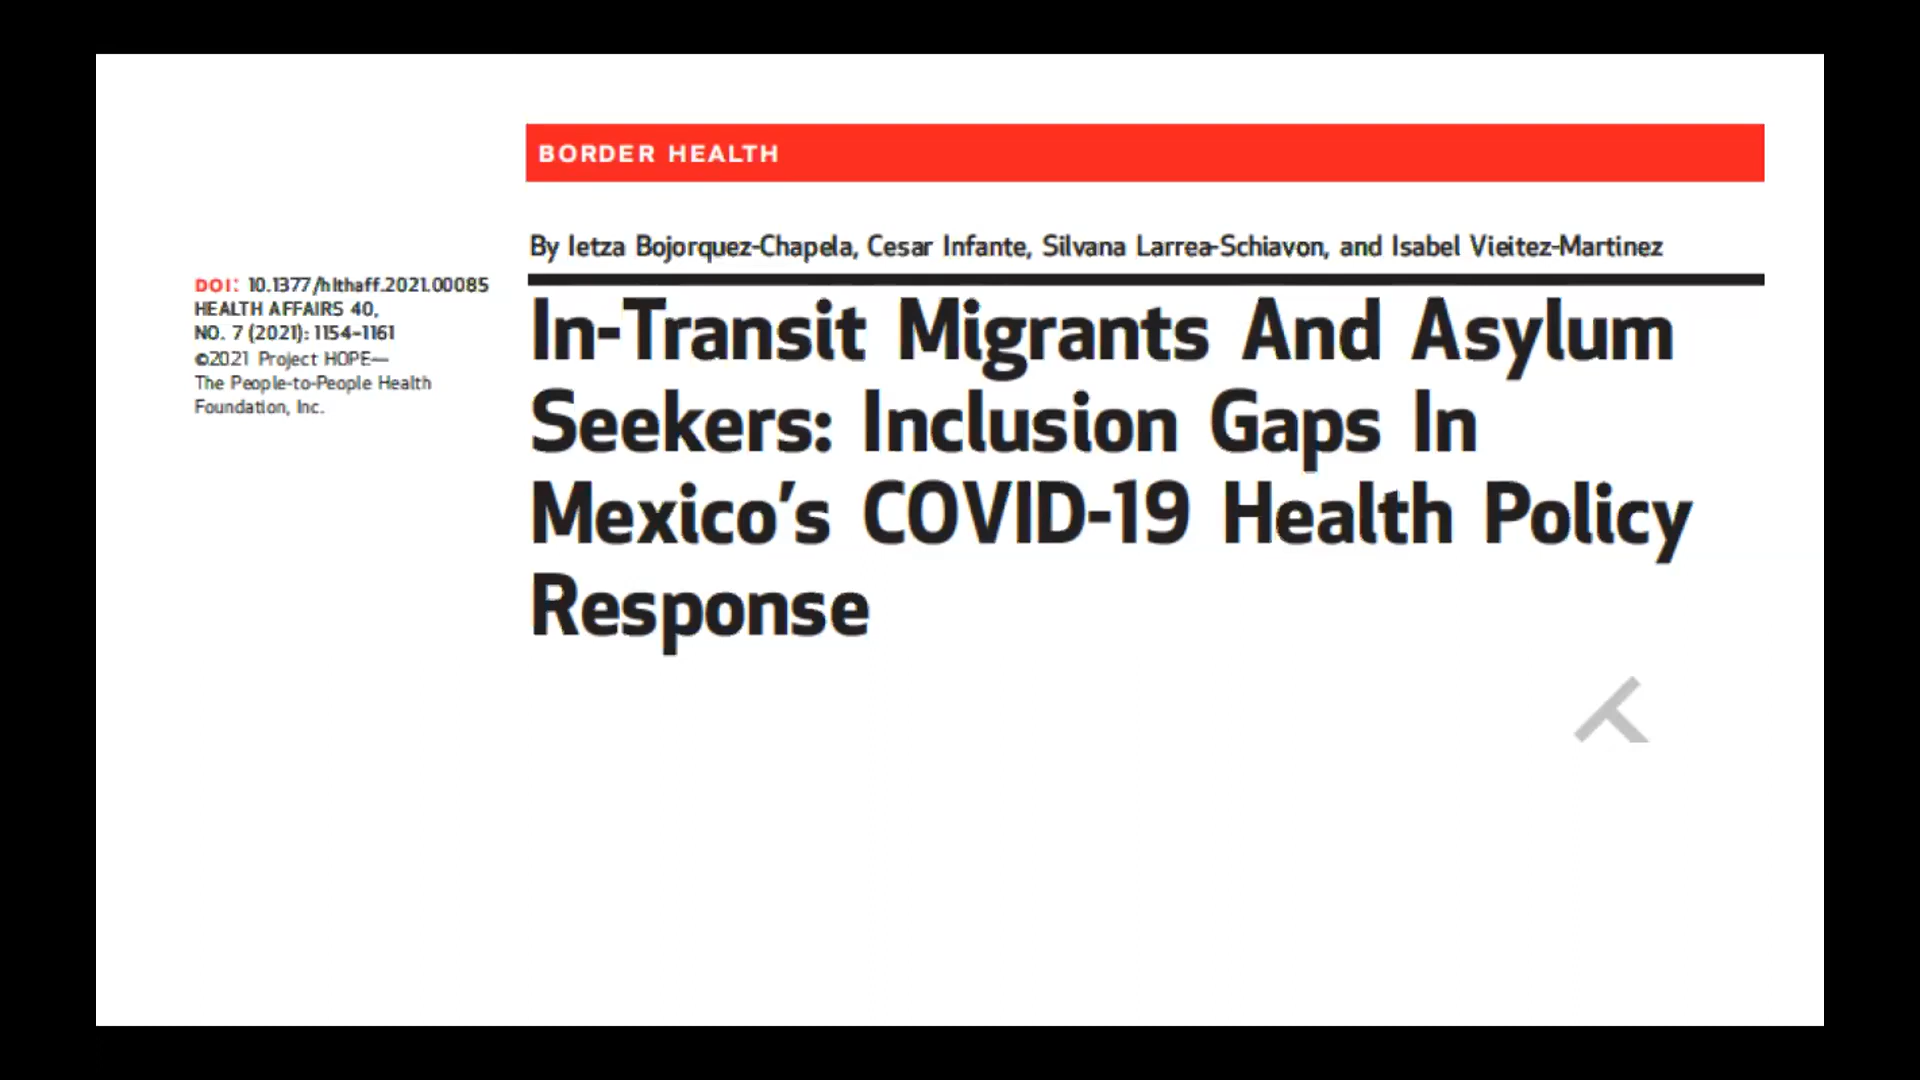 BORDER HEALTH
By Ietza Bojorquez-Chapela, Cesar Infante, Silvana Larrea-Schiavon, and Isabel Vieitez-Martinez
DOI: 10.1377/hlthaff.2021.00085
HEALTH AFFAIRS 40,
NO. 7 (2021): 1154–1161
©2021 Project HOPE—
The People-to-People Health
Foundation, Inc.
In-Transit Migrants And Asylum
Seekers: Inclusion Gaps In
Mexico’s COVID-19 Health Policy
Response